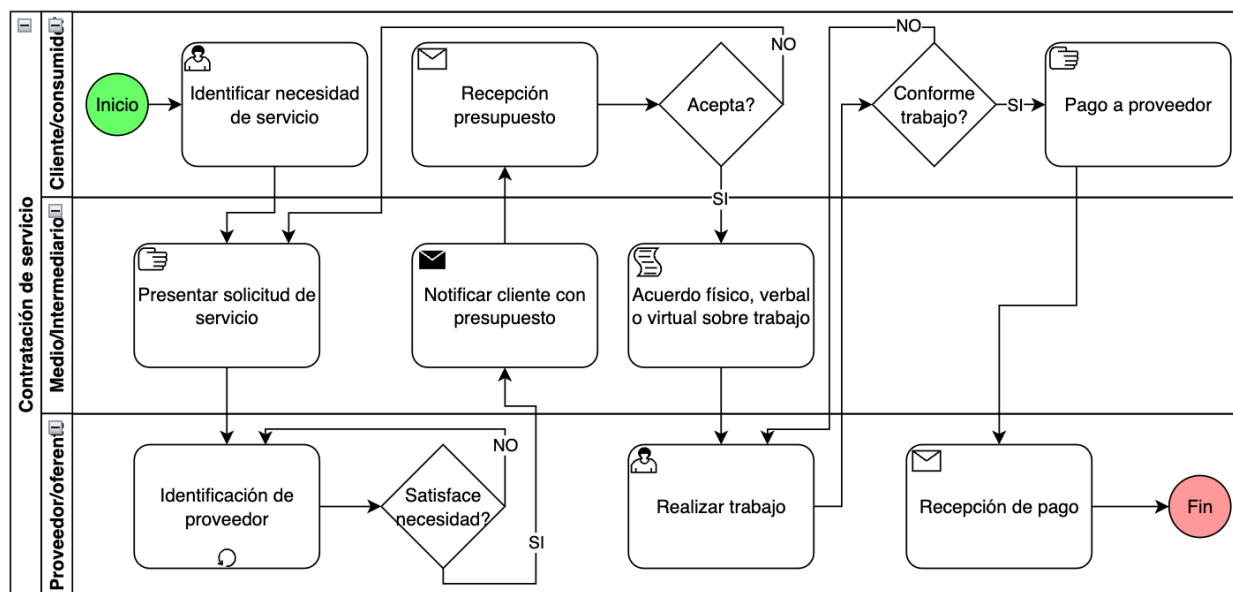 Contratación de servicio
Cliente/consumid
Inicio
Identificar necesidad
de servicio
Recepción
presupuesto
Acepta?
NO
SI
Conforme
trabajo?
NO
SI
Pago a proveedor
Medio/Intermediario
Presentar solicitud de
servicio
Notificar cliente con
presupuesto
Acuerdo físico, verbal
o virtual sobre trabajo
Proveedor/oferent
Identificación de
proveedor
Satisface
necesidad?
NO
SI
Realizar trabajo
Recepción de pago
Fin